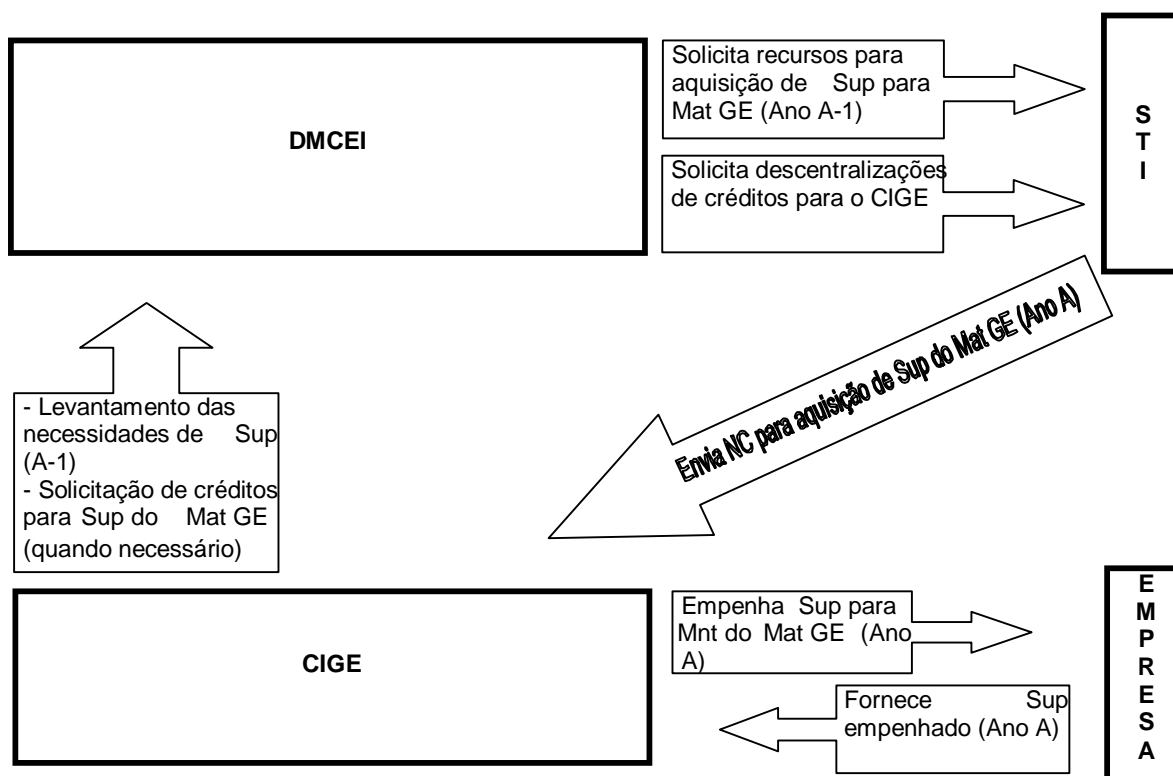 Solicita recursos para
aquisição de Sup para
Mat GE (Ano A-1)
DMCEI
Solicita descentralizações
de créditos para o CIGE
S
T
I
Envia NC para aquisição de Sup do Mat GE (Ano A)
- Levantamento das
necessidades de Sup
(A-1)
- Solicitação de créditos
para Sup do Mat GE
(quando necessário)
CIGE
Empenha Sup para
Mnt do Mat GE (Ano
A)
Fornece Sup
empenhado (Ano A)
E
M
P
R
E
S
A